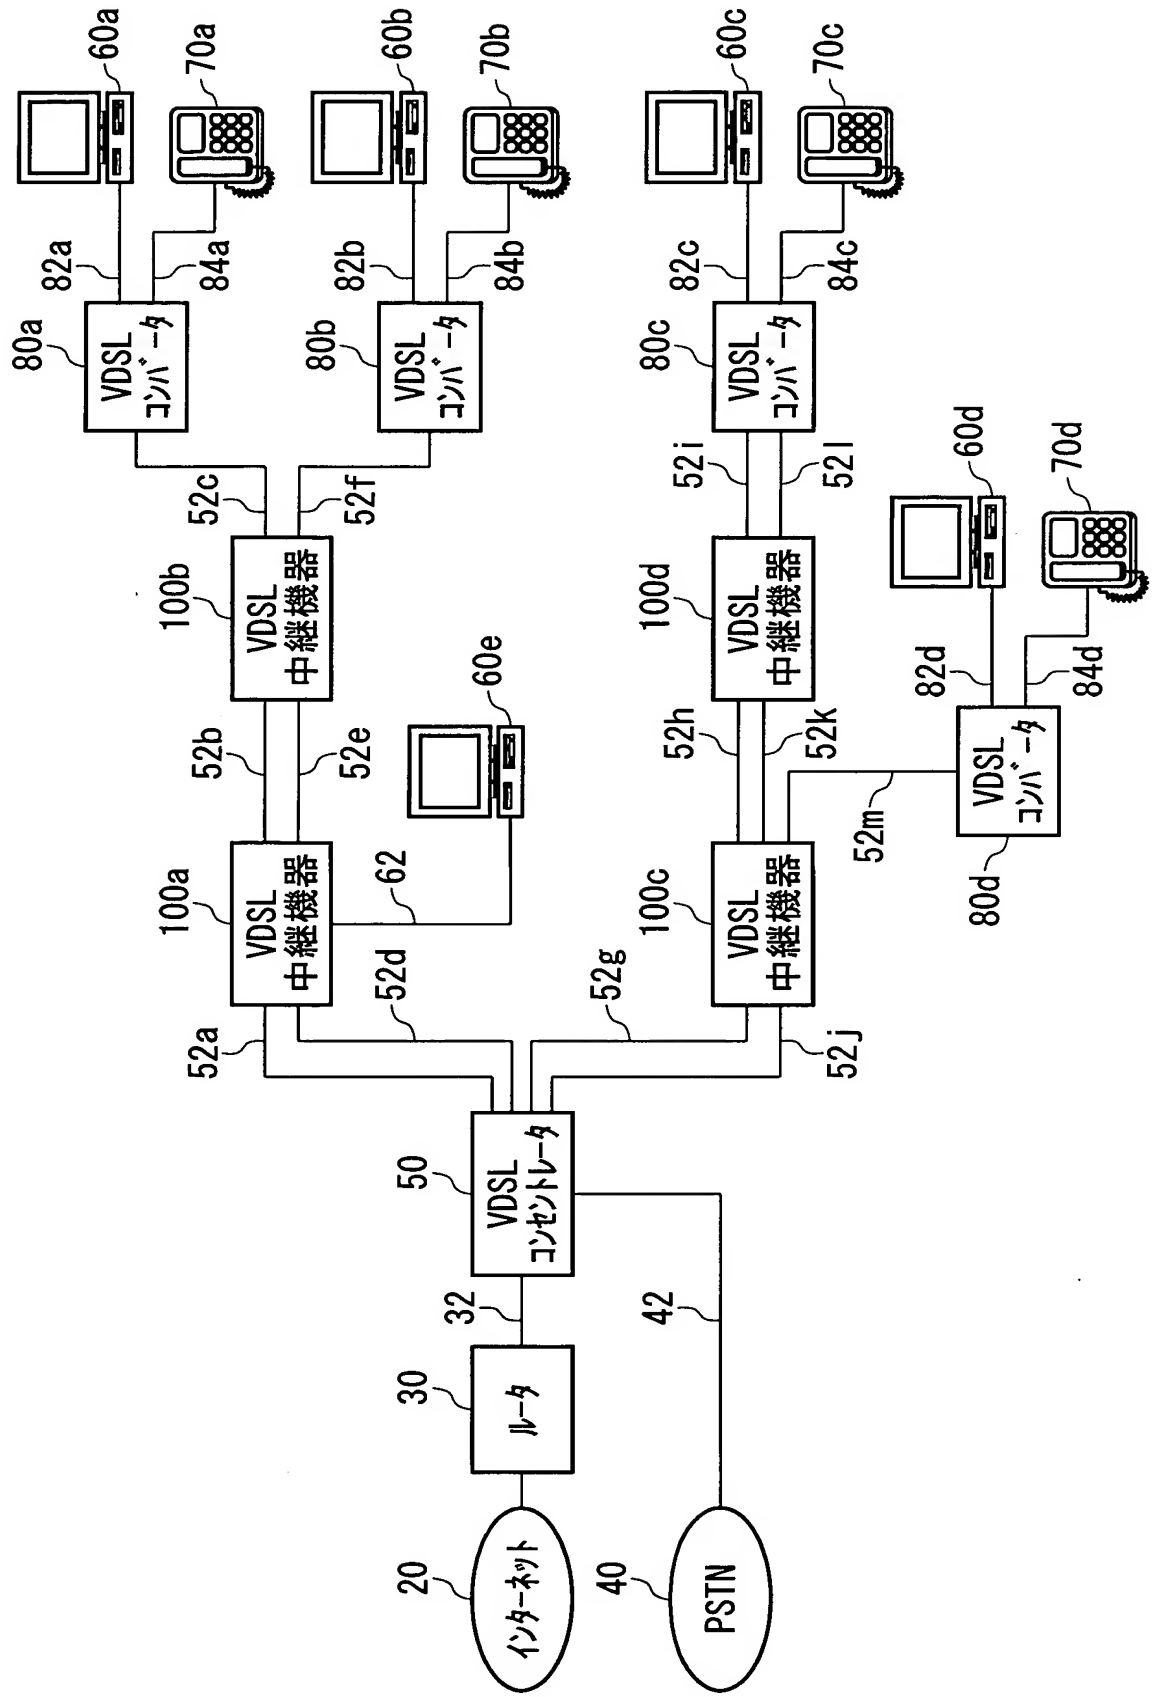 20
インターネット
30
ルータ
32
40
PSTN
42
50
VDSL
コンセントレータ
52a
52d
52g
52j
100a
VDSL
中継機器
62
60e
52b
52e
100b
VDSL
中継機器
52c
52f
80a
VDSL
コンバータ
82a
84a
60a
70a
80b
VDSL
コンバータ
82b
84b
60b
70b
100c
VDSL
中継機器
52h
52k
52m
100d
VDSL
中継機器
52i
52l
80c
VDSL
コンバータ
82c
84c
60c
70c
80d
VDSL
コンバータ
82d
84d
60d
70d